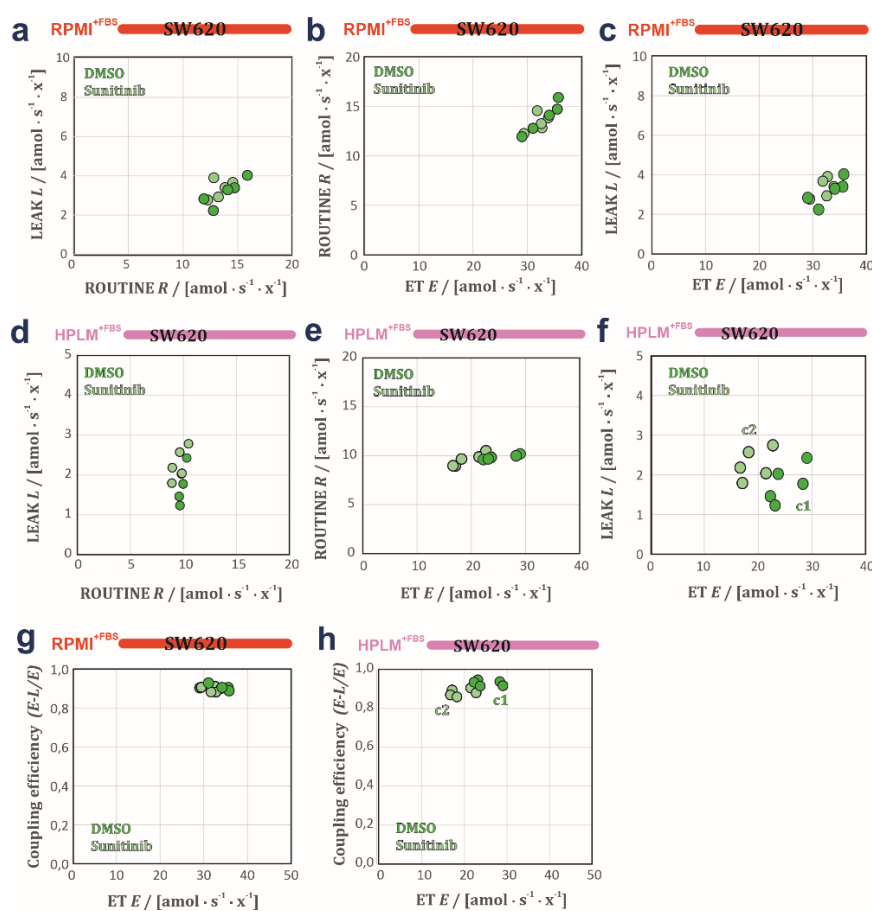 a RPMI+FBS SW620
10
8
6
4
2
0
0 5 10 15 20
LEAK L / [amol · s⁻¹ · x⁻¹]
DMSO
Sunitinib
ROUTINE R / [amol · s⁻¹ · x⁻¹]
b RPMI+FBS SW620
20
15
10
5
0
0 10 20 30 40
ROUTINE R / [amol · s⁻¹ · x⁻¹]
DMSO
Sunitinib
ET E / [amol · s⁻¹ · x⁻¹]
c RPMI+FBS SW620
10
8
6
4
2
0
0 10 20 30 40
LEAK L / [amol · s⁻¹ · x⁻¹]
DMSO
Sunitinib
ET E / [amol · s⁻¹ · x⁻¹]
d HPLM+FBS SW620
5
4
3
2
1
0
0 5 10 15 20
LEAK L / [amol · s⁻¹ · x⁻¹]
DMSO
Sunitinib
ROUTINE R / [amol · s⁻¹ · x⁻¹]
e HPLM+FBS SW620
20
15
10
5
0
0 10 20 30 40
ROUTINE R / [amol · s⁻¹ · x⁻¹]
DMSO
Sunitinib
ET E / [amol · s⁻¹ · x⁻¹]
f HPLM+FBS SW620
5
4
3
2
1
0
0 10 20 30 40
LEAK L / [amol · s⁻¹ · x⁻¹]
DMSO
Sunitinib
c2
c1
ET E / [amol · s⁻¹ · x⁻¹]
g RPMI+FBS SW620
1,0
0,8
0,6
0,4
0,2
0,0
0 10 20 30 40 50
Coupling efficiency (E-L/E)
DMSO
Sunitinib
ET E / [amol · s⁻¹ · x⁻¹]
h HPLM+FBS SW620
1,0
0,8
0,6
0,4
0,2
0,0
0 10 20 30 40 50
Coupling efficiency (E-L/E)
c2
c1
DMSO
Sunitinib
ET E / [amol · s⁻¹ · x⁻¹]